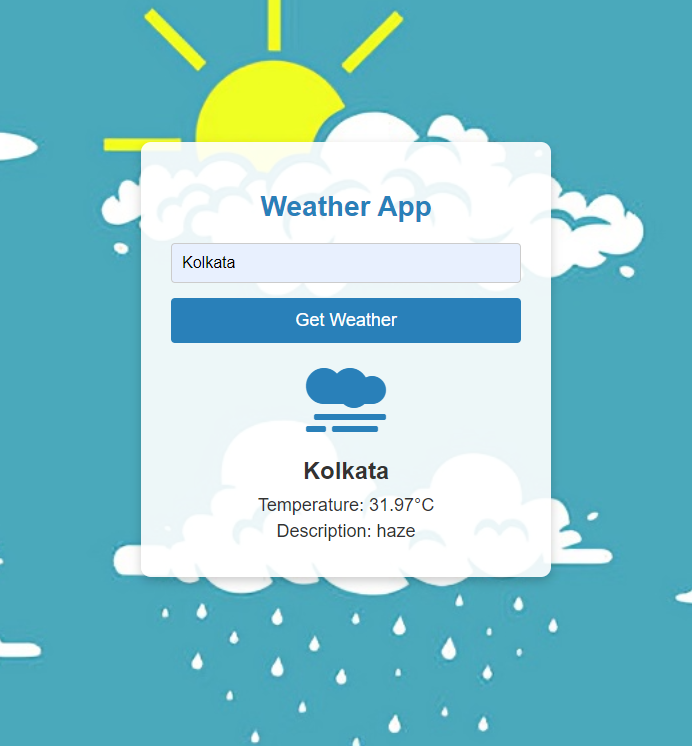 Weather App
Kolkata
Get Weather
Kolkata
Temperature: 31.97°C
Description: haze